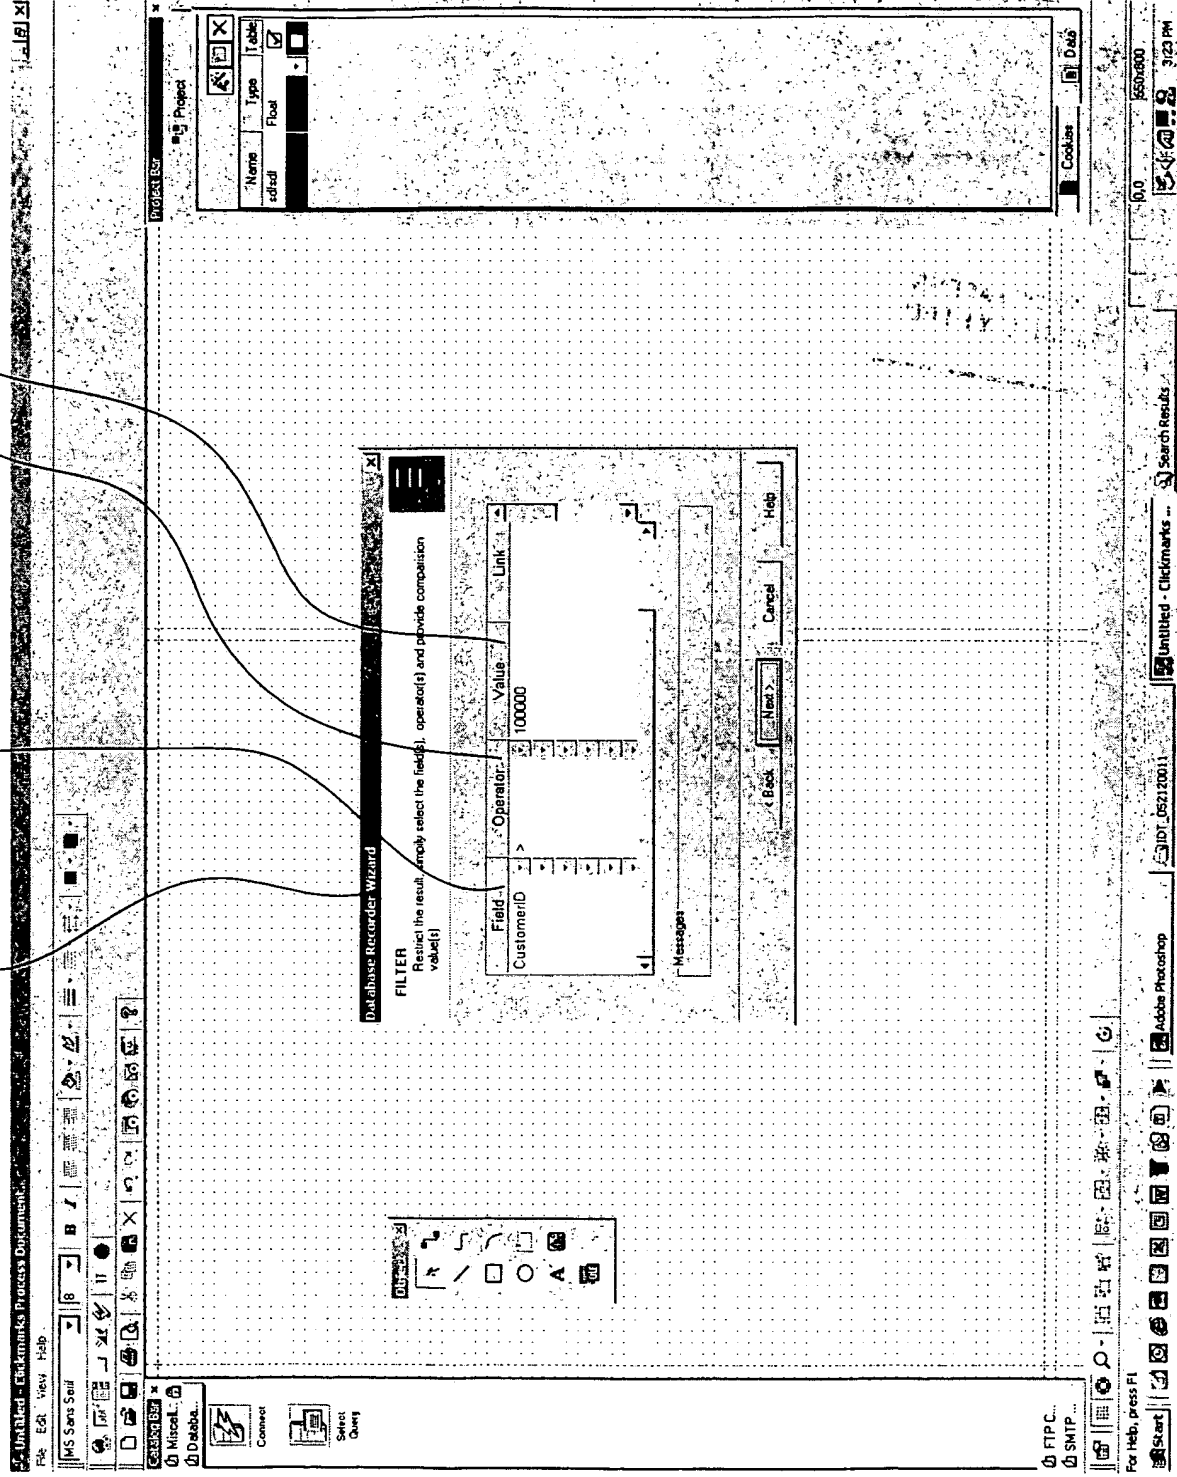 Untitled - Clickmarks Process Document
File Edit View Help
MS Sans Serif 8 B I
Catalog Bar
Miscell...
Databa...
Connect
Select
Query
FTP C...
SMTP ...
Database Recorder Wizard
FILTER
Restrict the result, simply select the field(s), operator(s) and provide comparision
value(s)
Field Operator Value Link
CustomerID > 100000
Messages
< Back Next > Cancel Help
Project Bar
Project
Name Type Table
sdfsdf Float
Cookies Data
For Help, press F1
0,0 650x800
Start Adobe Photoshop IDT_052120011 Untitled - Clickmarks ... Search Results 3:23 PM